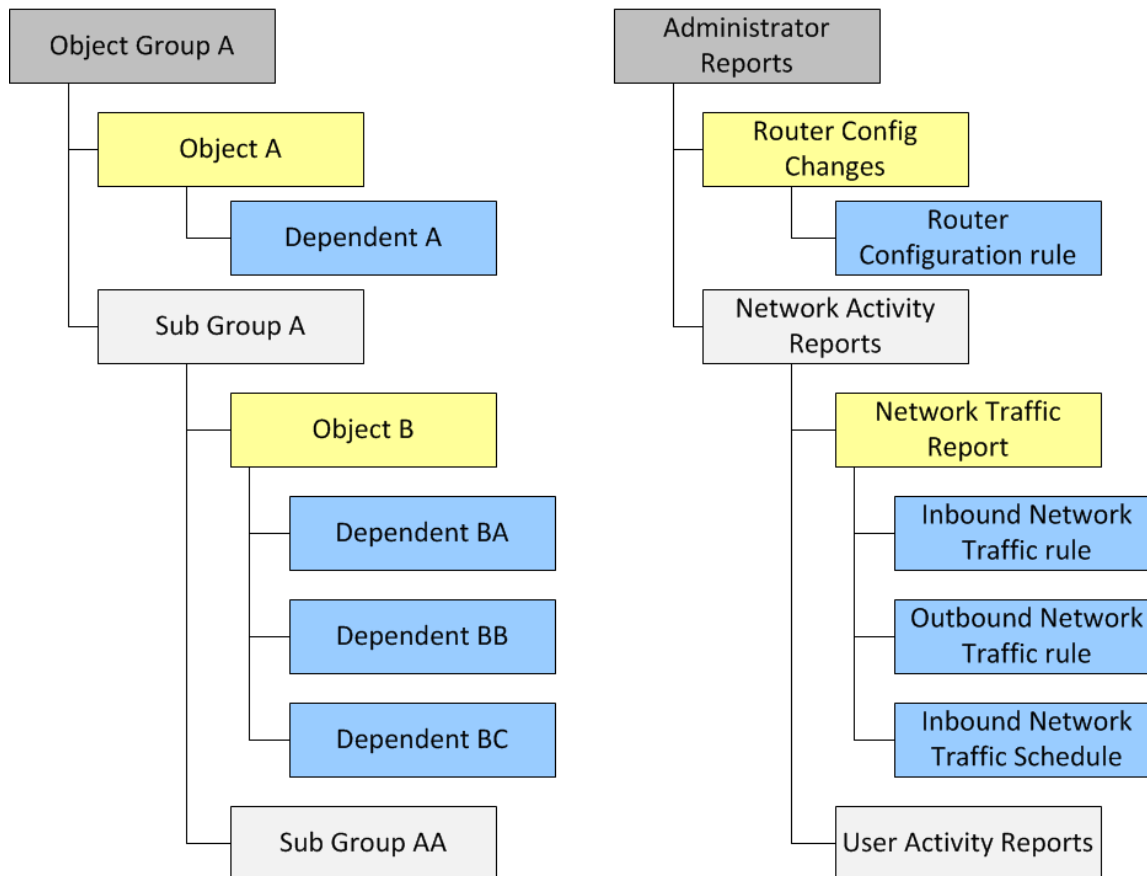 Object Group A
Object A
Dependent A
Sub Group A
Object B
Dependent BA
Dependent BB
Dependent BC
Sub Group AA
Administrator
Reports
Router Config
Changes
Router
Configuration rule
Network Activity
Reports
Network Traffic
Report
Inbound Network
Traffic rule
Outbound Network
Traffic rule
Inbound Network
Traffic Schedule
User Activity Reports